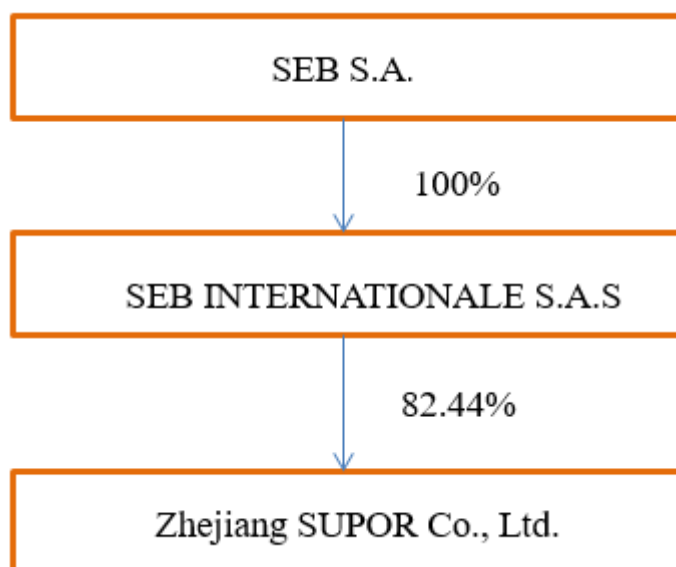 SEB S.A.
100%
SEB INTERNATIONALE S.A.S
82.44%
Zhejiang SUPOR Co., Ltd.